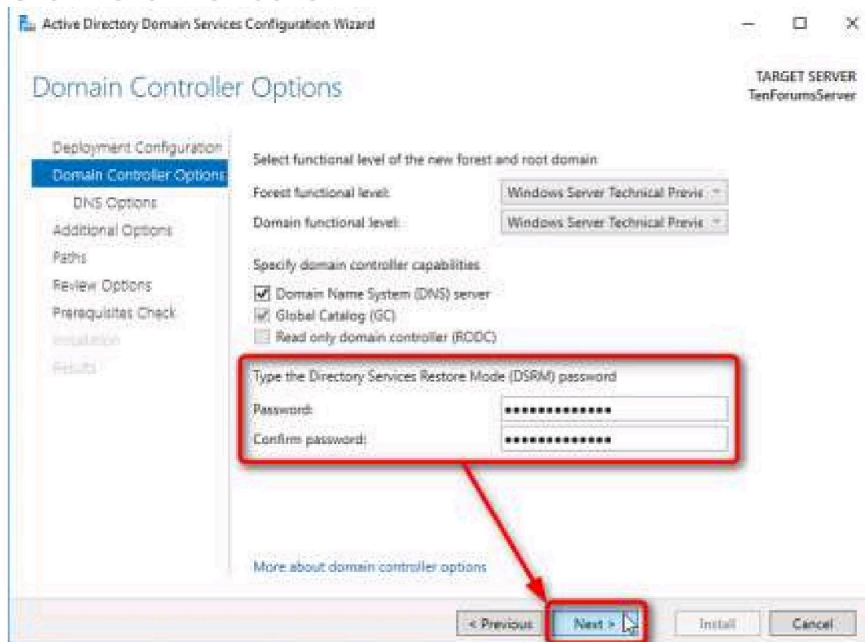 Active Directory Domain Services Configuration Wizard
Domain Controller Options
TARGET SERVER
TenForumsServer
Deployment Configuration
Domain Controller Options
DNS Options
Additional Options
Paths
Review Options
Prerequisites Check
Installation
Results
Select functional level of the new forest and root domain
Forest functional level: Windows Server Technical Previe
Domain functional level: Windows Server Technical Previe
Specify domain controller capabilities
Domain Name System (DNS) server
Global Catalog (GC)
Read only domain controller (RODC)
Type the Directory Services Restore Mode (DSRM) password
Password: •••••••••••••
Confirm password: •••••••••••••
More about domain controller options
< Previous Next > Install Cancel